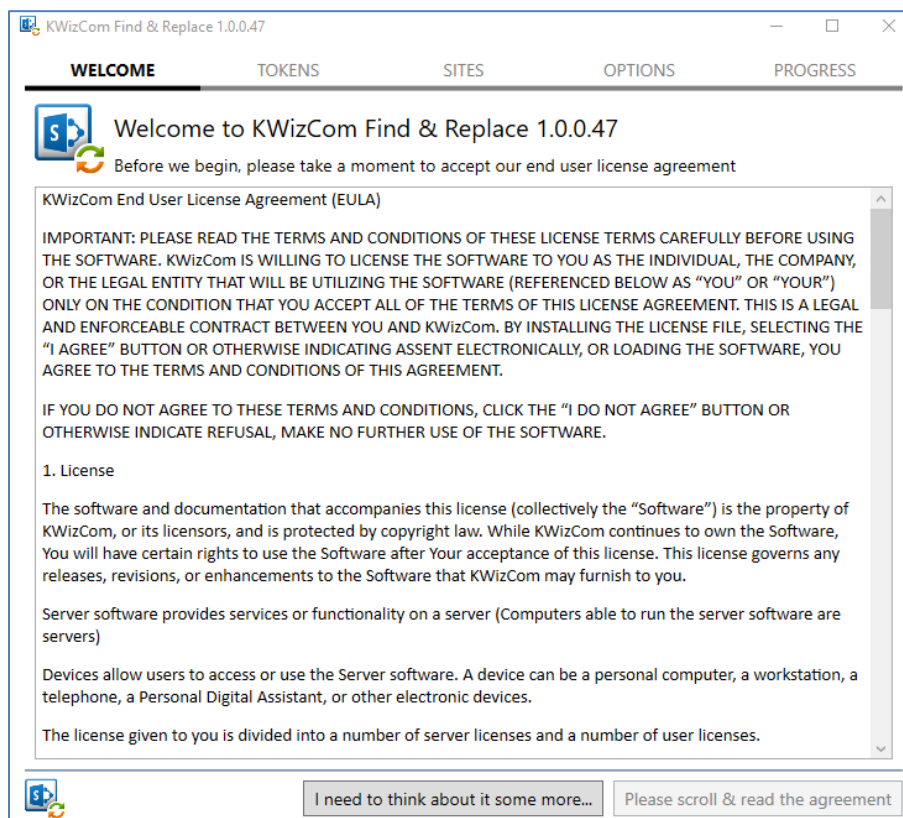 KWizCom Find & Replace 1.0.0.47
WELCOME TOKENS SITES OPTIONS PROGRESS
Welcome to KWizCom Find & Replace 1.0.0.47
Before we begin, please take a moment to accept our end user license agreement
KWizCom End User License Agreement (EULA)
IMPORTANT: PLEASE READ THE TERMS AND CONDITIONS OF THESE LICENSE TERMS CAREFULLY BEFORE USING
THE SOFTWARE. KWizCom IS WILLING TO LICENSE THE SOFTWARE TO YOU AS THE INDIVIDUAL, THE COMPANY,
OR THE LEGAL ENTITY THAT WILL BE UTILIZING THE SOFTWARE (REFERENCED BELOW AS “YOU” OR “YOUR”)
ONLY ON THE CONDITION THAT YOU ACCEPT ALL OF THE TERMS OF THIS LICENSE AGREEMENT. THIS IS A LEGAL
AND ENFORCEABLE CONTRACT BETWEEN YOU AND KWizCom. BY INSTALLING THE LICENSE FILE, SELECTING THE
“I AGREE” BUTTON OR OTHERWISE INDICATING ASSENT ELECTRONICALLY, OR LOADING THE SOFTWARE, YOU
AGREE TO THE TERMS AND CONDITIONS OF THIS AGREEMENT.
IF YOU DO NOT AGREE TO THESE TERMS AND CONDITIONS, CLICK THE “I DO NOT AGREE” BUTTON OR
OTHERWISE INDICATE REFUSAL, MAKE NO FURTHER USE OF THE SOFTWARE.
1. License
The software and documentation that accompanies this license (collectively the “Software”) is the property of
KWizCom, or its licensors, and is protected by copyright law. While KWizCom continues to own the Software,
You will have certain rights to use the Software after Your acceptance of this license. This license governs any
releases, revisions, or enhancements to the Software that KWizCom may furnish to you.
Server software provides services or functionality on a server (Computers able to run the server software are
servers)
Devices allow users to access or use the Server software. A device can be a personal computer, a workstation, a
telephone, a Personal Digital Assistant, or other electronic devices.
The license given to you is divided into a number of server licenses and a number of user licenses.
I need to think about it some more... Please scroll & read the agreement